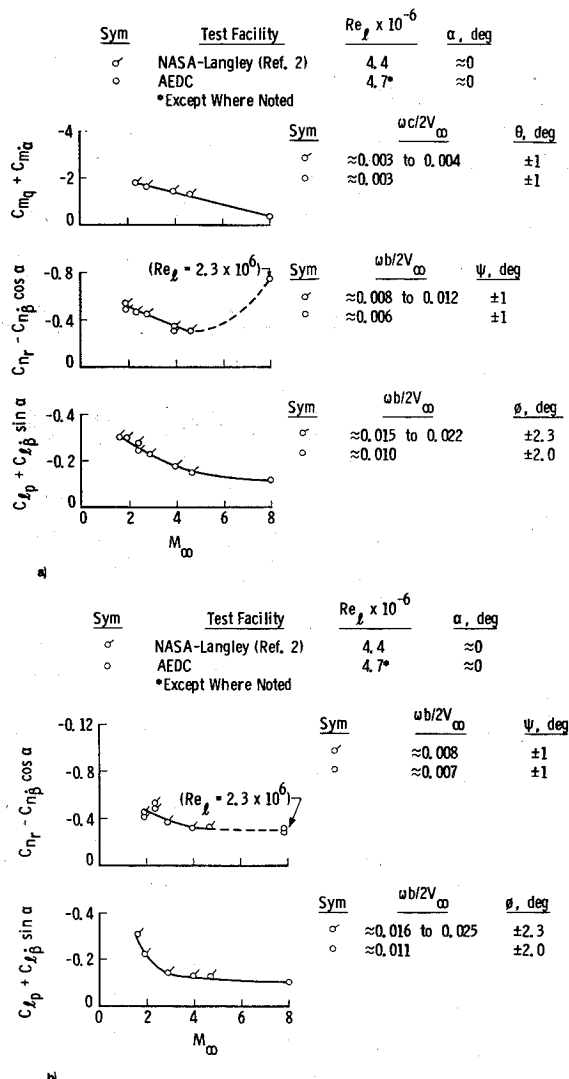 Sym Test Facility Re_ℓ x 10^-6 α, deg
NASA-Langley (Ref. 2) 4.4 ≈0
AEDC 4.7* ≈0
*Except Where Noted
C_mq + C_mα̇
-4
-2
0
Sym ωc/2V_∞ θ, deg
≈0.003 to 0.004 ±1
≈0.003 ±1
C_nr - C_nβ̇ cos α
-0.8
-0.4
0
(Re_ℓ = 2.3 x 10^6)
Sym ωb/2V_∞ ψ, deg
≈0.008 to 0.012 ±1
≈0.006 ±1
C_ℓp + C_ℓβ̇ sin α
-0.4
-0.2
0
0 2 4 6 8
M_∞
Sym ωb/2V_∞ ø, deg
≈0.015 to 0.022 ±2.3
≈0.010 ±2.0
a)
Sym Test Facility Re_ℓ x 10^-6 α, deg
NASA-Langley (Ref. 2) 4.4 ≈0
AEDC 4.7* ≈0
*Except Where Noted
C_nr - C_nβ̇ cos α
-0.12
-0.8
-0.4
0
(Re_ℓ = 2.3 x 10^6)
Sym ωb/2V_∞ ψ, deg
≈0.008 ±1
≈0.007 ±1
C_ℓp + C_ℓβ̇ sin α
-0.4
-0.2
0
0 2 4 6 8
M_∞
Sym ωb/2V_∞ ø, deg
≈0.016 to 0.025 ±2.3
≈0.011 ±2.0
b)